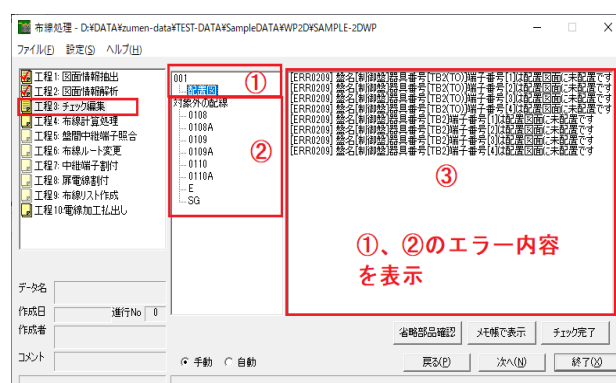 布線処理 - D:¥DATA¥zumen-data¥TEST-DATA¥SampleDATA¥WP2D¥SAMPLE-2DWP
ファイル(F) 設定(S) ヘルプ(H)
工程1: 図面情報抽出
工程2: 図面情報解析
工程3: チェック編集
工程4: 布線計算処理
工程5: 盤間中継端子照合
工程6: 布線ルート変更
工程7: 中継端子割付
工程8: 扉電線割付
工程9: 布線リスト作成
工程10:電線加工払出し
001
配置図
①
対象外の配線
0108
0108A
0109
0109A
0110
0110A
E
SG
②
[ERR0209] 盤名[制御盤]器具番号[TB2(TO)]端子番号[1]は配置図面に未配置です
[ERR0209] 盤名[制御盤]器具番号[TB2(TO)]端子番号[2]は配置図面に未配置です
[ERR0209] 盤名[制御盤]器具番号[TB2(TO)]端子番号[3]は配置図面に未配置です
[ERR0209] 盤名[制御盤]器具番号[TB2(TO)]端子番号[4]は配置図面に未配置です
[ERR0209] 盤名[制御盤]器具番号[TB2]端子番号[1]は配置図面に未配置です
[ERR0209] 盤名[制御盤]器具番号[TB2]端子番号[2]は配置図面に未配置です
[ERR0209] 盤名[制御盤]器具番号[TB2]端子番号[3]は配置図面に未配置です
[ERR0209] 盤名[制御盤]器具番号[TB2]端子番号[4]は配置図面に未配置です
③
①、②のエラー内容
を表示
データ名
作成日 進行No 0
作成者
コメント
手動 自動
省略部品確認 メモ帳で表示 チェック完了
戻る(P) 次へ(N) 終了(X)